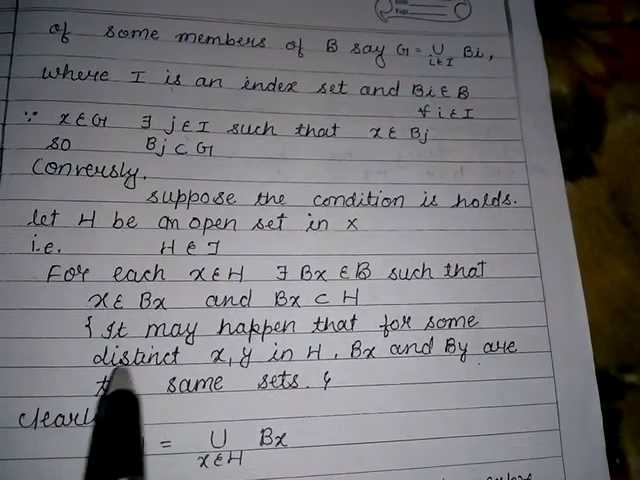 of some members of B say G = ∪ i∈I Bi,
where I is an index set and Bi ∈ B
∀ i ∈ I
∵ x∈G ∃ j∈I such that x∈ Bj
so Bj ⊂ G
Conversly.
suppose the condition is holds.
let H be an open set in x
i.e. H ∈ J
For each x∈H ∃ Bx ∈ B such that
x∈ Bx and Bx ⊂ H
{ It may happen that for some
distinct x, y in H, Bx and By are
same sets. }
= ∪ x∈H Bx